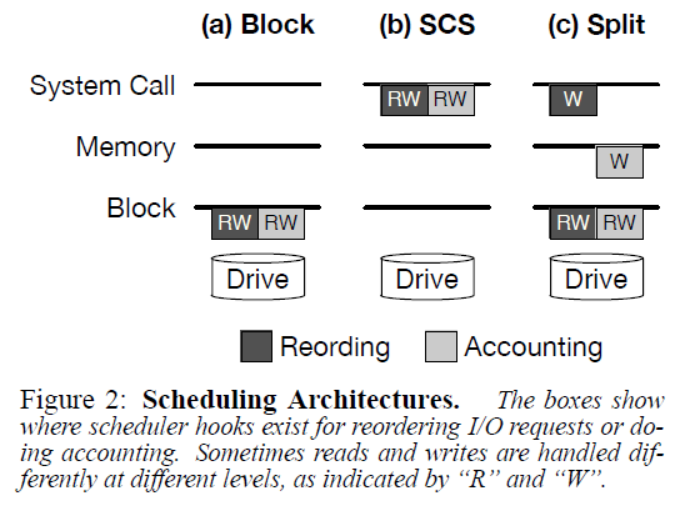 (a) Block (b) SCS (c) Split
System Call
RW RW W
Memory
W
Block
RW RW RW RW
Drive Drive Drive
Reording Accounting
Figure 2: Scheduling Architectures. The boxes show
where scheduler hooks exist for reordering I/O requests or do-
ing accounting. Sometimes reads and writes are handled dif-
ferently at different levels, as indicated by “R” and “W”.